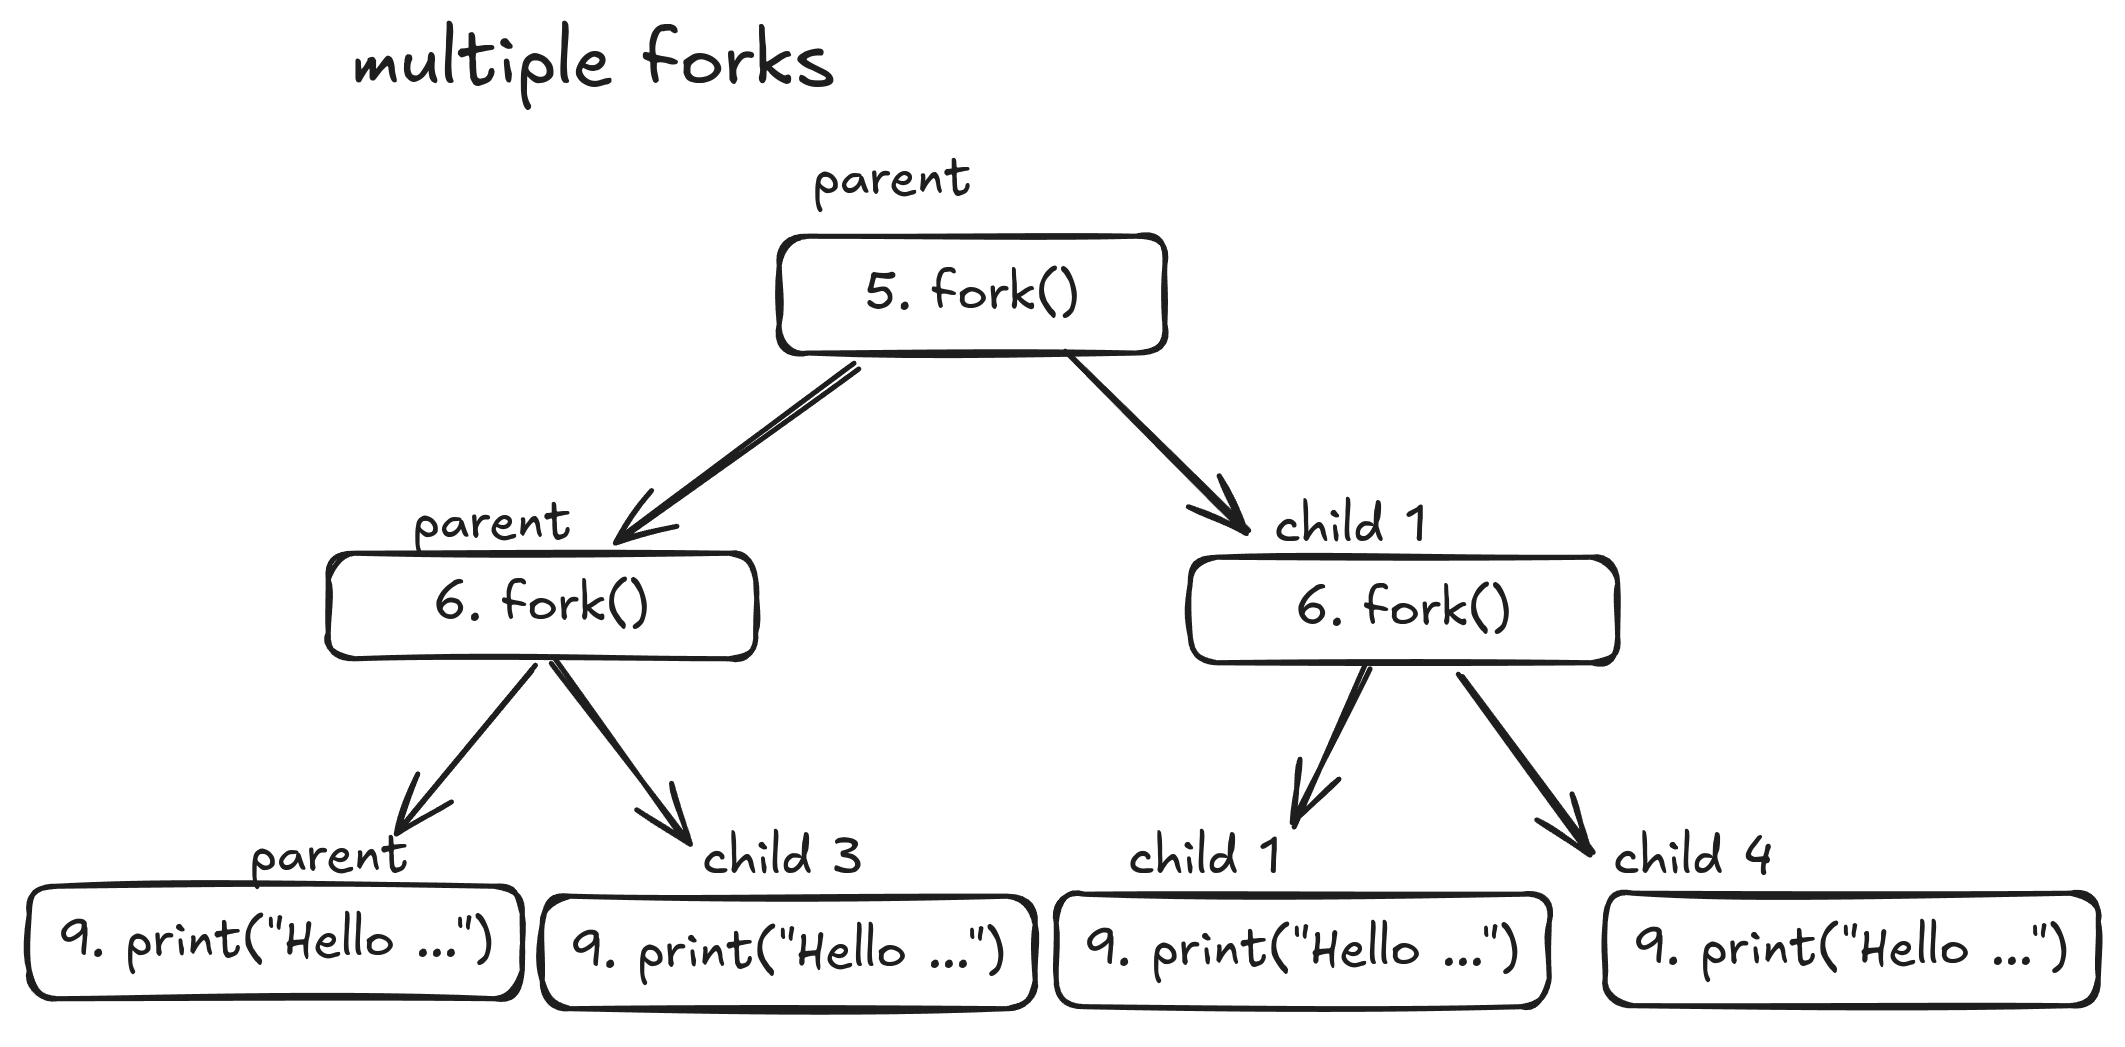 multiple forks
parent
5. fork()
parent
child 1
6. fork()
6. fork()
parent
child 3
child 1
child 4
9. print("Hello ...")
9. print("Hello ...")
9. print("Hello ...")
9. print("Hello ...")